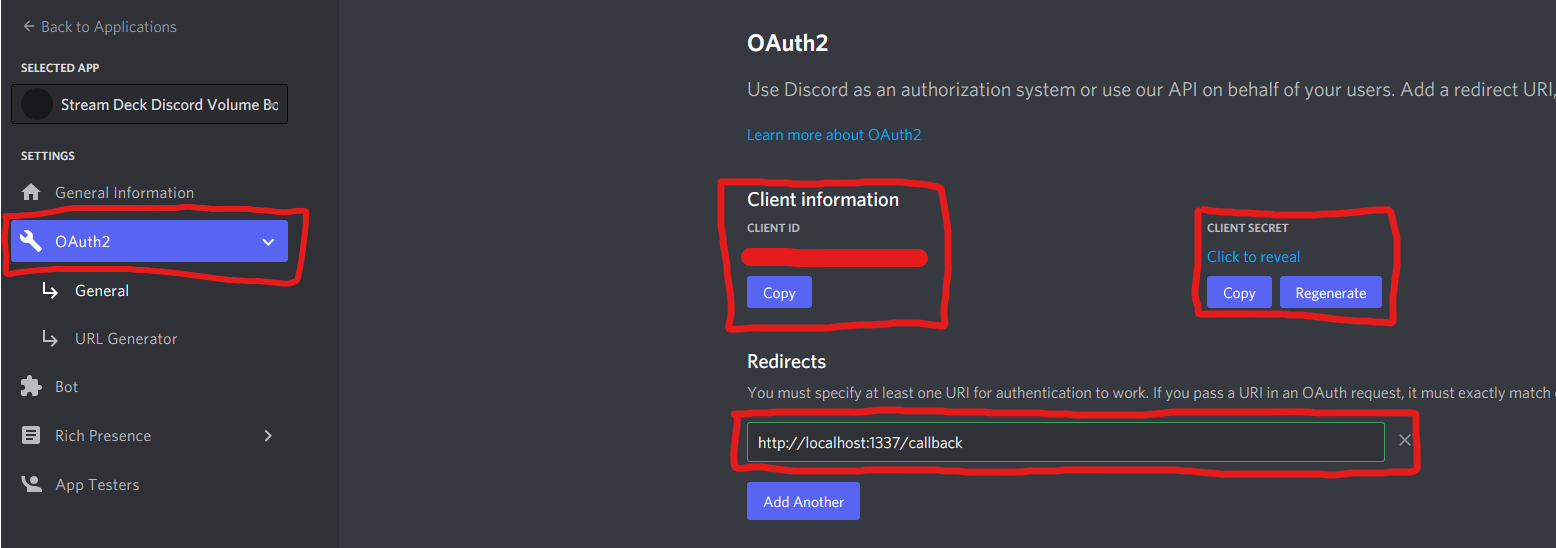 Back to Applications
SELECTED APP
Stream Deck Discord Volume Bo
SETTINGS
General Information
OAuth2
General
URL Generator
Bot
Rich Presence
App Testers
OAuth2
Use Discord as an authorization system or use our API on behalf of your users. Add a redirect URI,
Learn more about OAuth2
Client information
CLIENT ID
Copy
CLIENT SECRET
Click to reveal
Copy Regenerate
Redirects
You must specify at least one URI for authentication to work. If you pass a URI in an OAuth request, it must exactly match
http://localhost:1337/callback
Add Another